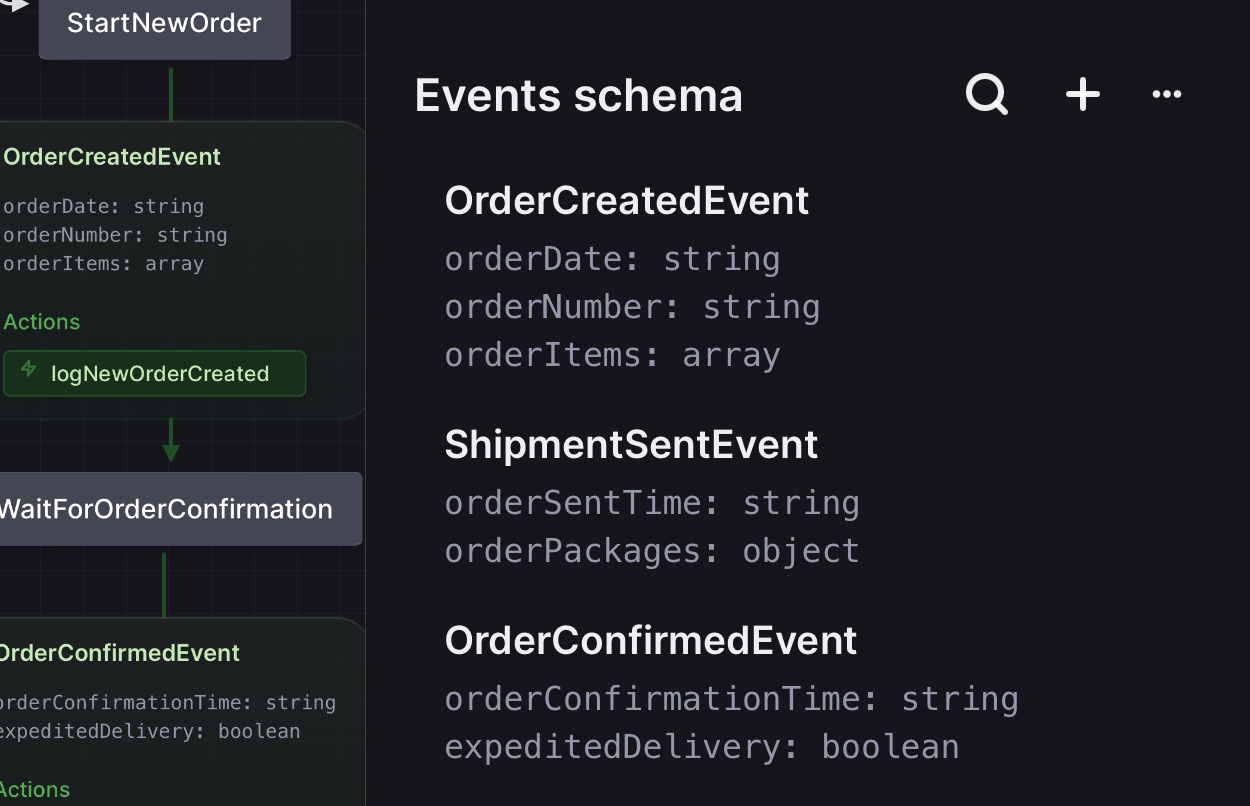 StartNewOrder
OrderCreatedEvent
orderDate: string
orderNumber: string
orderItems: array
Actions
logNewOrderCreated
WaitForOrderConfirmation
OrderConfirmedEvent
orderConfirmationTime: string
expeditedDelivery: boolean
Actions
Events schema
OrderCreatedEvent
orderDate: string
orderNumber: string
orderItems: array
ShipmentSentEvent
orderSentTime: string
orderPackages: object
OrderConfirmedEvent
orderConfirmationTime: string
expeditedDelivery: boolean